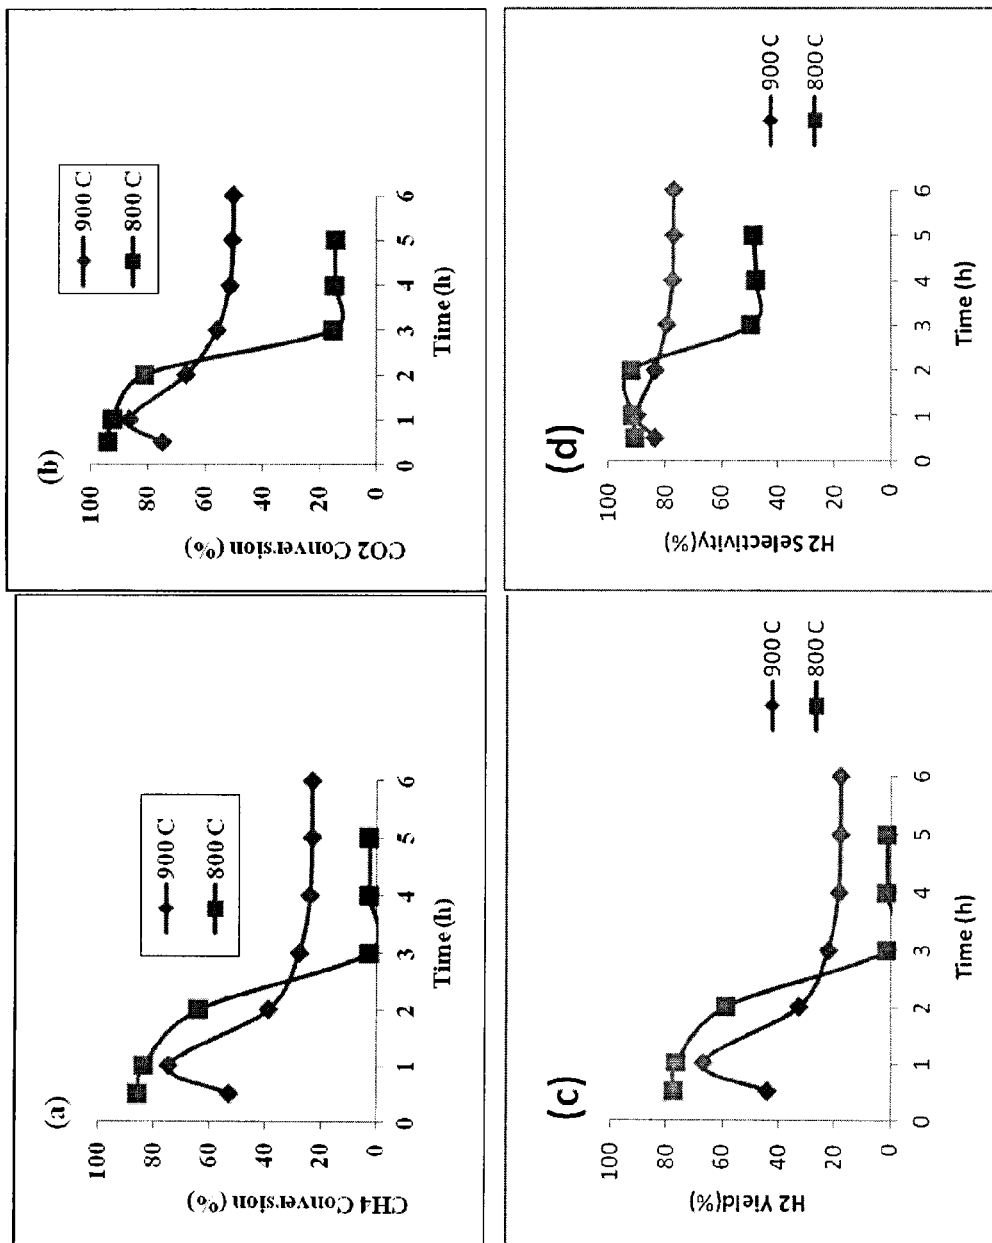 (a)
100
80
60
40
20
0
CH4 Conversion (%)
0 1 2 3 4 5 6
Time (h)
900 C
800 C
(b)
100
80
60
40
20
0
CO2 Conversion (%)
0 1 2 3 4 5 6
Time (h)
900 C
800 C
(c)
100
80
60
40
20
0
H2 Yield(%)
0 1 2 3 4 5 6
Time (h)
900 C
800 C
(d)
100
80
60
40
20
0
H2 Selectivity(%)
0 1 2 3 4 5 6
Time (h)
900 C
800 C